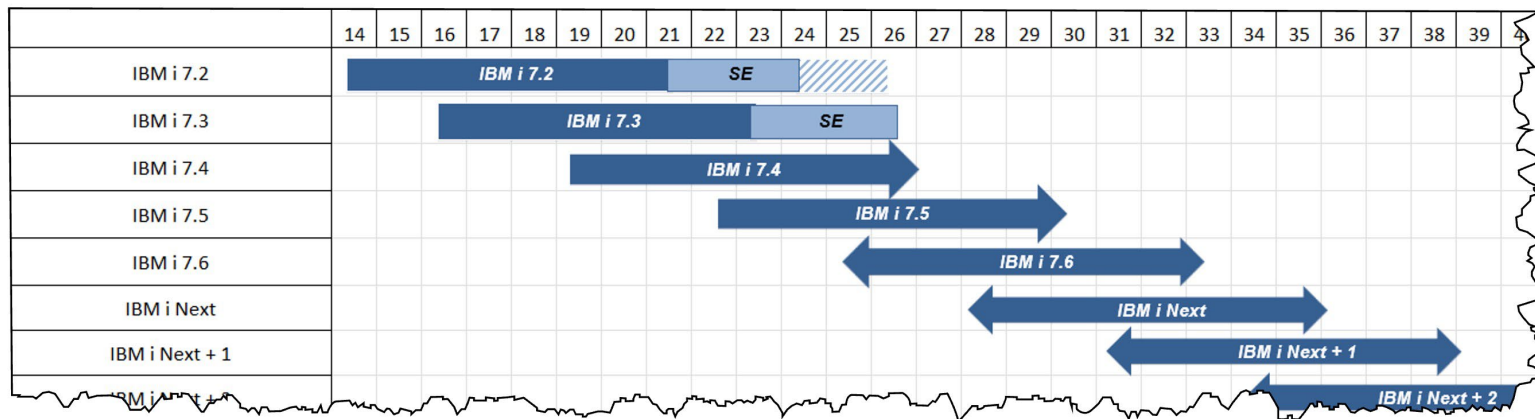 14 15 16 17 18 19 20 21 22 23 24 25 26 27 28 29 30 31 32 33 34 35 36 37 38 39
IBM i 7.2 IBM i 7.2 SE
IBM i 7.3 IBM i 7.3 SE
IBM i 7.4 IBM i 7.4
IBM i 7.5 IBM i 7.5
IBM i 7.6 IBM i 7.6
IBM i Next IBM i Next
IBM i Next + 1 IBM i Next + 1
IBM i Next + 2